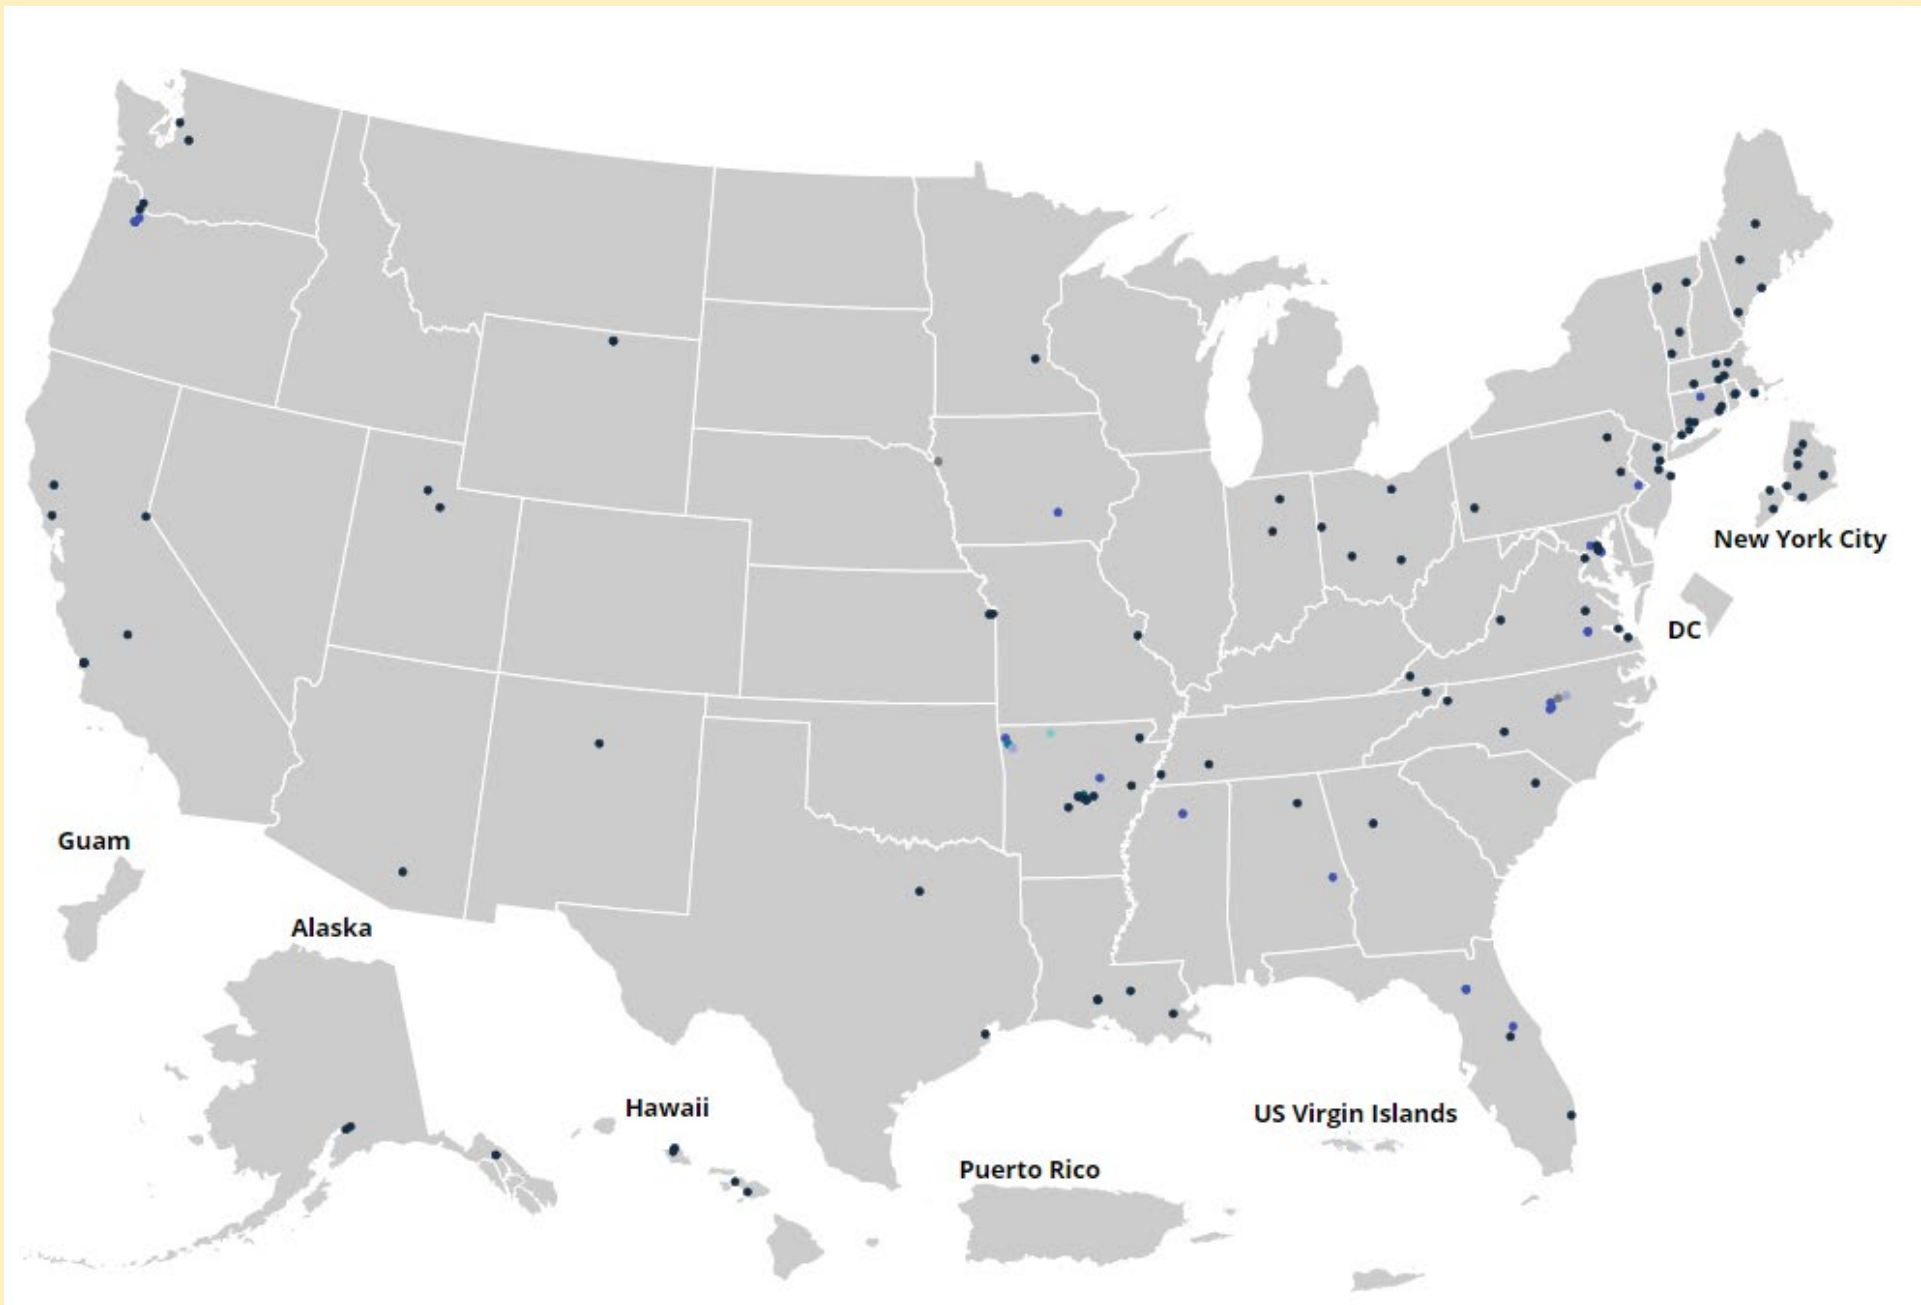 New York City
DC
Guam
Alaska
Hawaii
US Virgin Islands
Puerto Rico